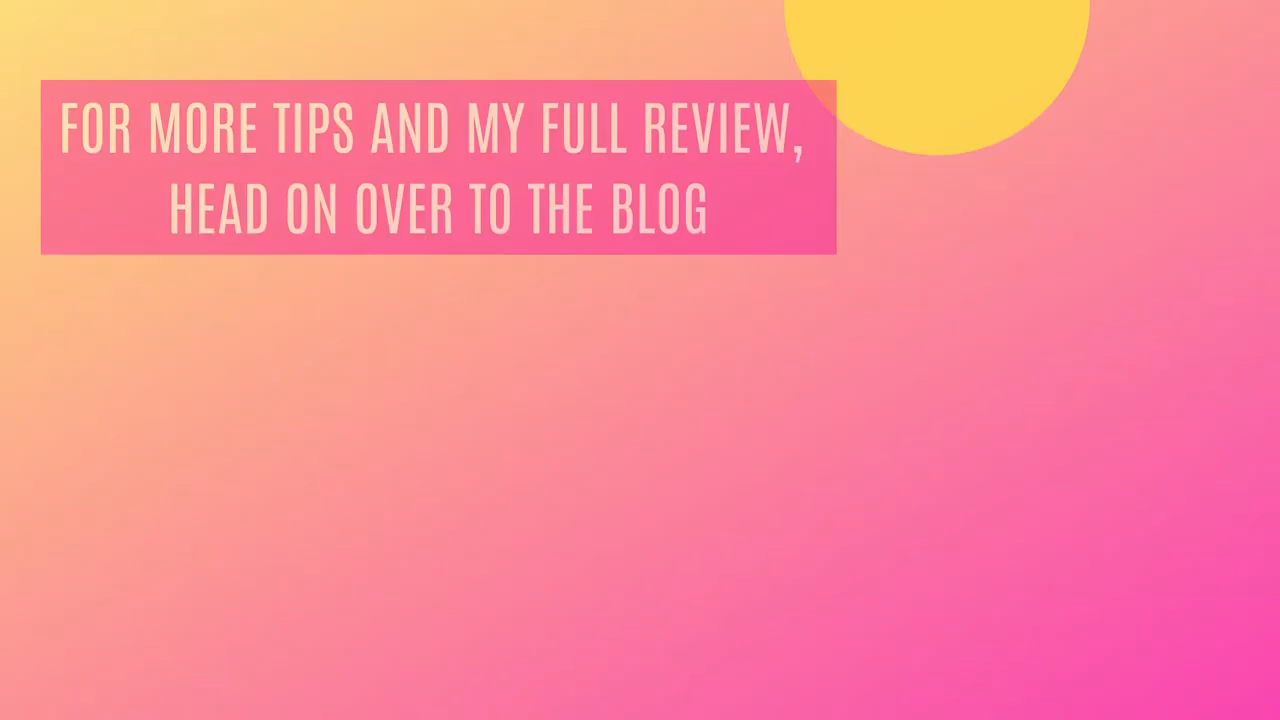 FOR MORE TIPS AND MY FULL REVIEW,
HEAD ON OVER TO THE BLOG